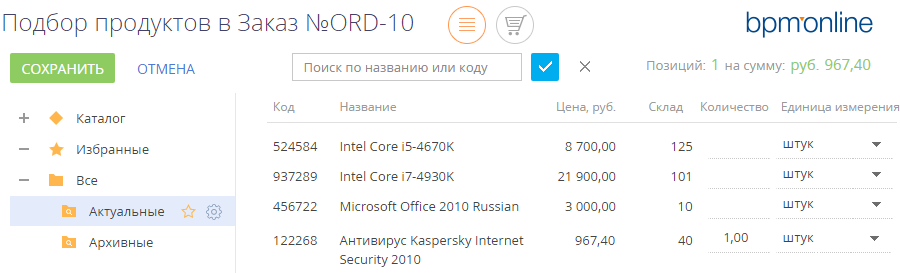 Подбор продуктов в Заказ №ORD-10
bpmonline
СОХРАНИТЬ ОТМЕНА Поиск по названию или коду Позиций: 1 на сумму: руб. 967,40
Код Название Цена, руб. Склад Количество Единица измерения
Каталог
Избранные
Все
Актуальные
Архивные
524584 Intel Core i5-4670K 8 700,00 125 штук
937289 Intel Core i7-4930K 21 900,00 101 штук
456722 Microsoft Office 2010 Russian 3 000,00 10 штук
122268 Антивирус Kaspersky Internet 967,40 40 1,00 штук
Security 2010